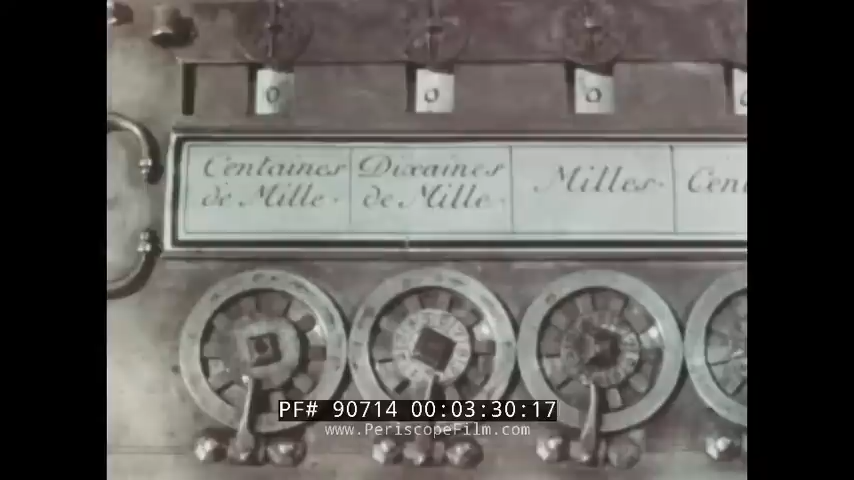 0 0 0
Centaines de Mille. Dixaines de Mille. Milles. Cen
PF# 90714 00:03:30:17
www.PeriscopeFilm.com